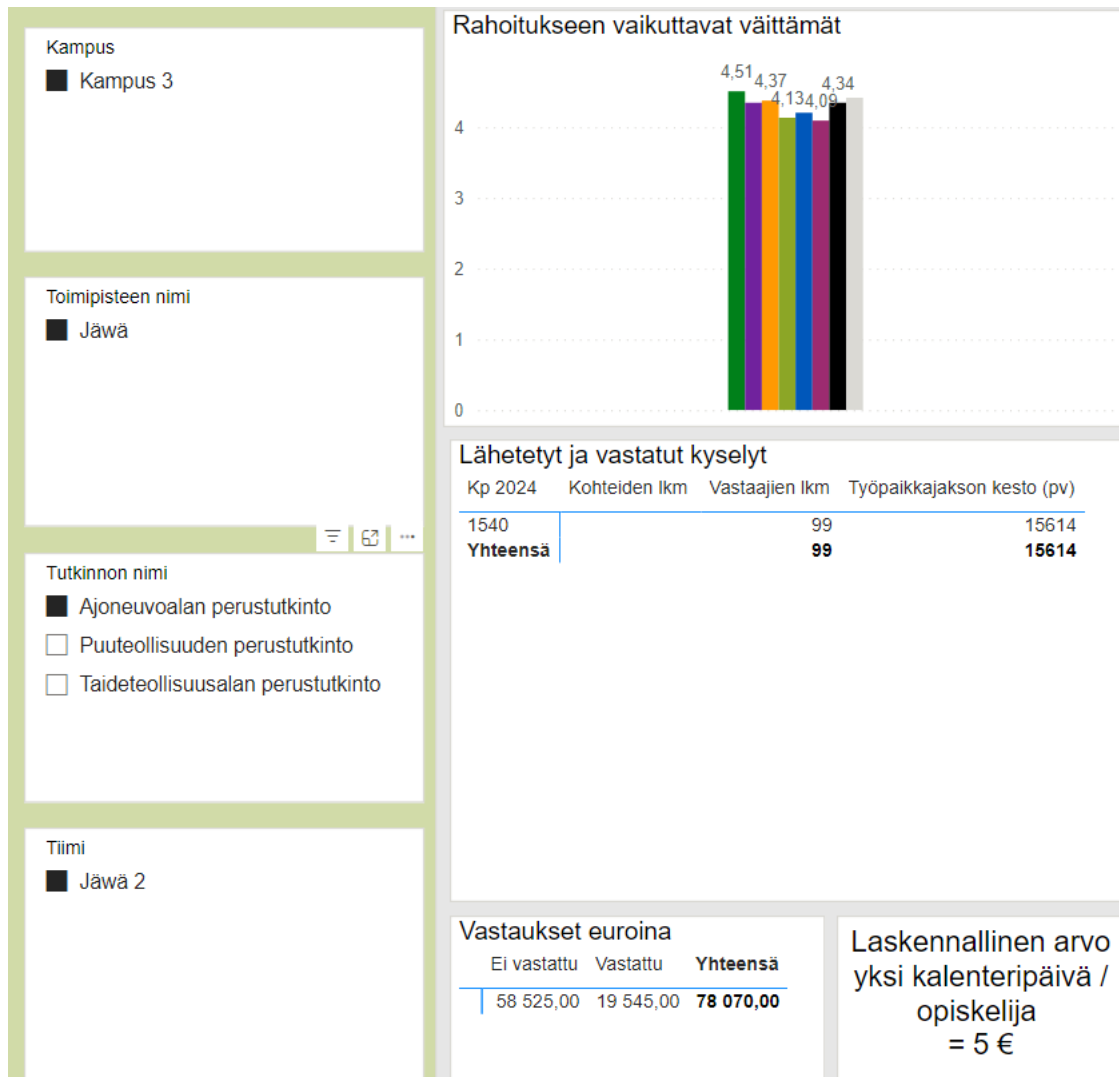 Kampus
Kampus 3
Toimipisteen nimi
Jäwä
Tutkinnon nimi
Ajoneuvoalan perustutkinto
Puuteollisuuden perustutkinto
Taideteollisuusalan perustutkinto
Tiimi
Jäwä 2
Rahoitukseen vaikuttavat väittämät
4,51 4,37 4,13 4,09 4,34
4
3
2
1
0
Lähetetyt ja vastatut kyselyt
Kp 2024 Kohteiden lkm Vastaajien lkm Työpaikkajakson kesto (pv)
1540 99 15614
Yhteensä 99 15614
Vastaukset euroina
Ei vastattu Vastattu Yhteensä
58 525,00 19 545,00 78 070,00
Laskennallinen arvo
yksi kalenteripäivä /
opiskelija
= 5 €